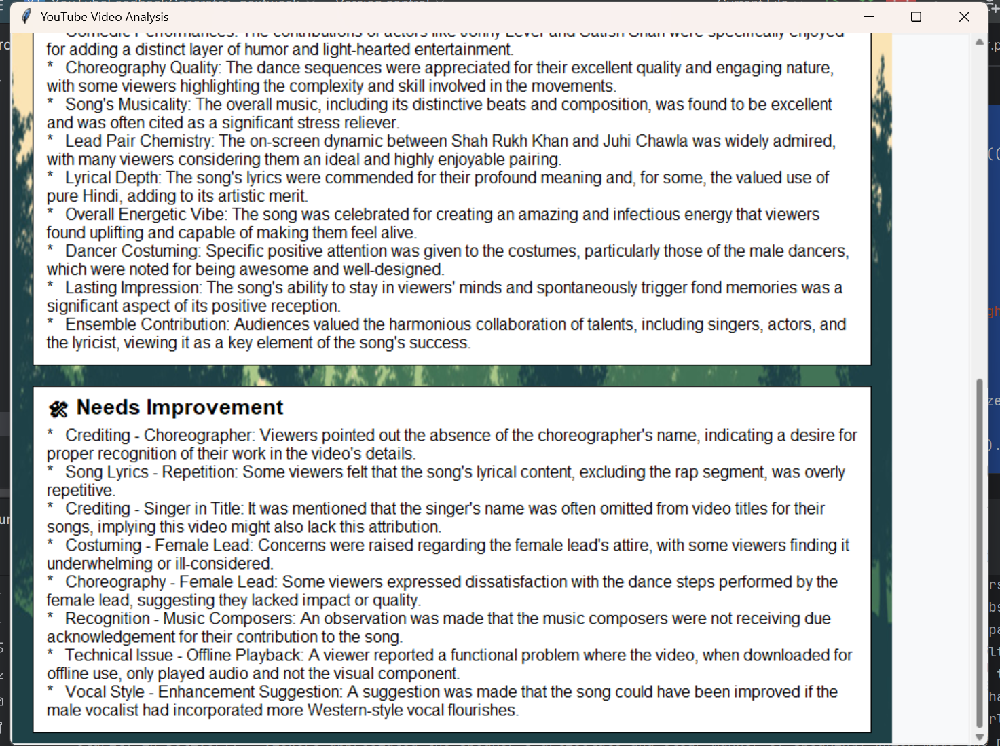 YouTube Video Analysis
Comedic Performances: The contributions of actors like Johny Lever and Satish Shah were specifically enjoyed
for adding a distinct layer of humor and light-hearted entertainment.
* Choreography Quality: The dance sequences were appreciated for their excellent quality and engaging nature,
with some viewers highlighting the complexity and skill involved in the movements.
* Song's Musicality: The overall music, including its distinctive beats and composition, was found to be excellent
and was often cited as a significant stress reliever.
* Lead Pair Chemistry: The on-screen dynamic between Shah Rukh Khan and Juhi Chawla was widely admired,
with many viewers considering them an ideal and highly enjoyable pairing.
* Lyrical Depth: The song's lyrics were commended for their profound meaning and, for some, the valued use of
pure Hindi, adding to its artistic merit.
* Overall Energetic Vibe: The song was celebrated for creating an amazing and infectious energy that viewers
found uplifting and capable of making them feel alive.
* Dancer Costuming: Specific positive attention was given to the costumes, particularly those of the male dancers,
which were noted for being awesome and well-designed.
* Lasting Impression: The song's ability to stay in viewers' minds and spontaneously trigger fond memories was a
significant aspect of its positive reception.
* Ensemble Contribution: Audiences valued the harmonious collaboration of talents, including singers, actors, and
the lyricist, viewing it as a key element of the song's success.
🛠 Needs Improvement
* Crediting - Choreographer: Viewers pointed out the absence of the choreographer's name, indicating a desire for
proper recognition of their work in the video's details.
* Song Lyrics - Repetition: Some viewers felt that the song's lyrical content, excluding the rap segment, was overly
repetitive.
* Crediting - Singer in Title: It was mentioned that the singer's name was often omitted from video titles for their
songs, implying this video might also lack this attribution.
* Costuming - Female Lead: Concerns were raised regarding the female lead's attire, with some viewers finding it
underwhelming or ill-considered.
* Choreography - Female Lead: Some viewers expressed dissatisfaction with the dance steps performed by the
female lead, suggesting they lacked impact or quality.
* Recognition - Music Composers: An observation was made that the music composers were not receiving due
acknowledgement for their contribution to the song.
* Technical Issue - Offline Playback: A viewer reported a functional problem where the video, when downloaded for
offline use, only played audio and not the visual component.
* Vocal Style - Enhancement Suggestion: A suggestion was made that the song could have been improved if the
male vocalist had incorporated more Western-style vocal flourishes.